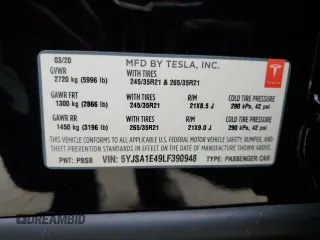 03/20 MFD BY TESLA, INC.
GVWR
2720 kg (5996 lb) WITH TIRES 245/35R21 & 265/35R21
TESLA
GAWR FRT WITH TIRES RIM COLD TIRE PRESSURE
1300 kg (2866 lb) 245/35R21 21X8.5 J 290 kPa, 42 psi
GAWR RR WITH TIRES RIM COLD TIRE PRESSURE
1450 kg (3196 lb) 265/35R21 21X9.0 J 290 kPa, 42 psi
THIS VEHICLE CONFORMS TO ALL APPLICABLE U.S. FEDERAL MOTOR VEHICLE SAFETY, BUMPER,
AND THEFT PREVENTION STANDARDS IN EFFECT ON THE DATE OF MANUFACTURE SHOWN ABOVE.
PNT: PBSB VIN: 5YJSA1E49LF390948 TYPE: PASSENGER CAR
© AutoBidMaster